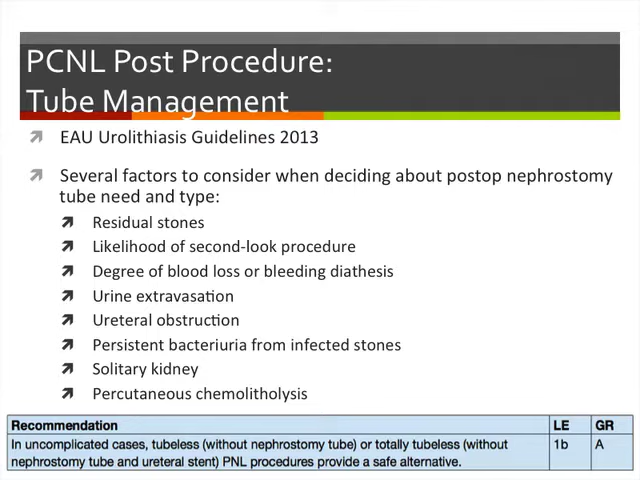 PCNL Post Procedure:
Tube Management
EAU Urolithiasis Guidelines 2013
Several factors to consider when deciding about postop nephrostomy
tube need and type:
Residual stones
Likelihood of second-look procedure
Degree of blood loss or bleeding diathesis
Urine extravasation
Ureteral obstruction
Persistent bacteriuria from infected stones
Solitary kidney
Percutaneous chemolitholysis
Recommendation LE GR
In uncomplicated cases, tubeless (without nephrostomy tube) or totally tubeless (without 1b A
nephrostomy tube and ureteral stent) PNL procedures provide a safe alternative.